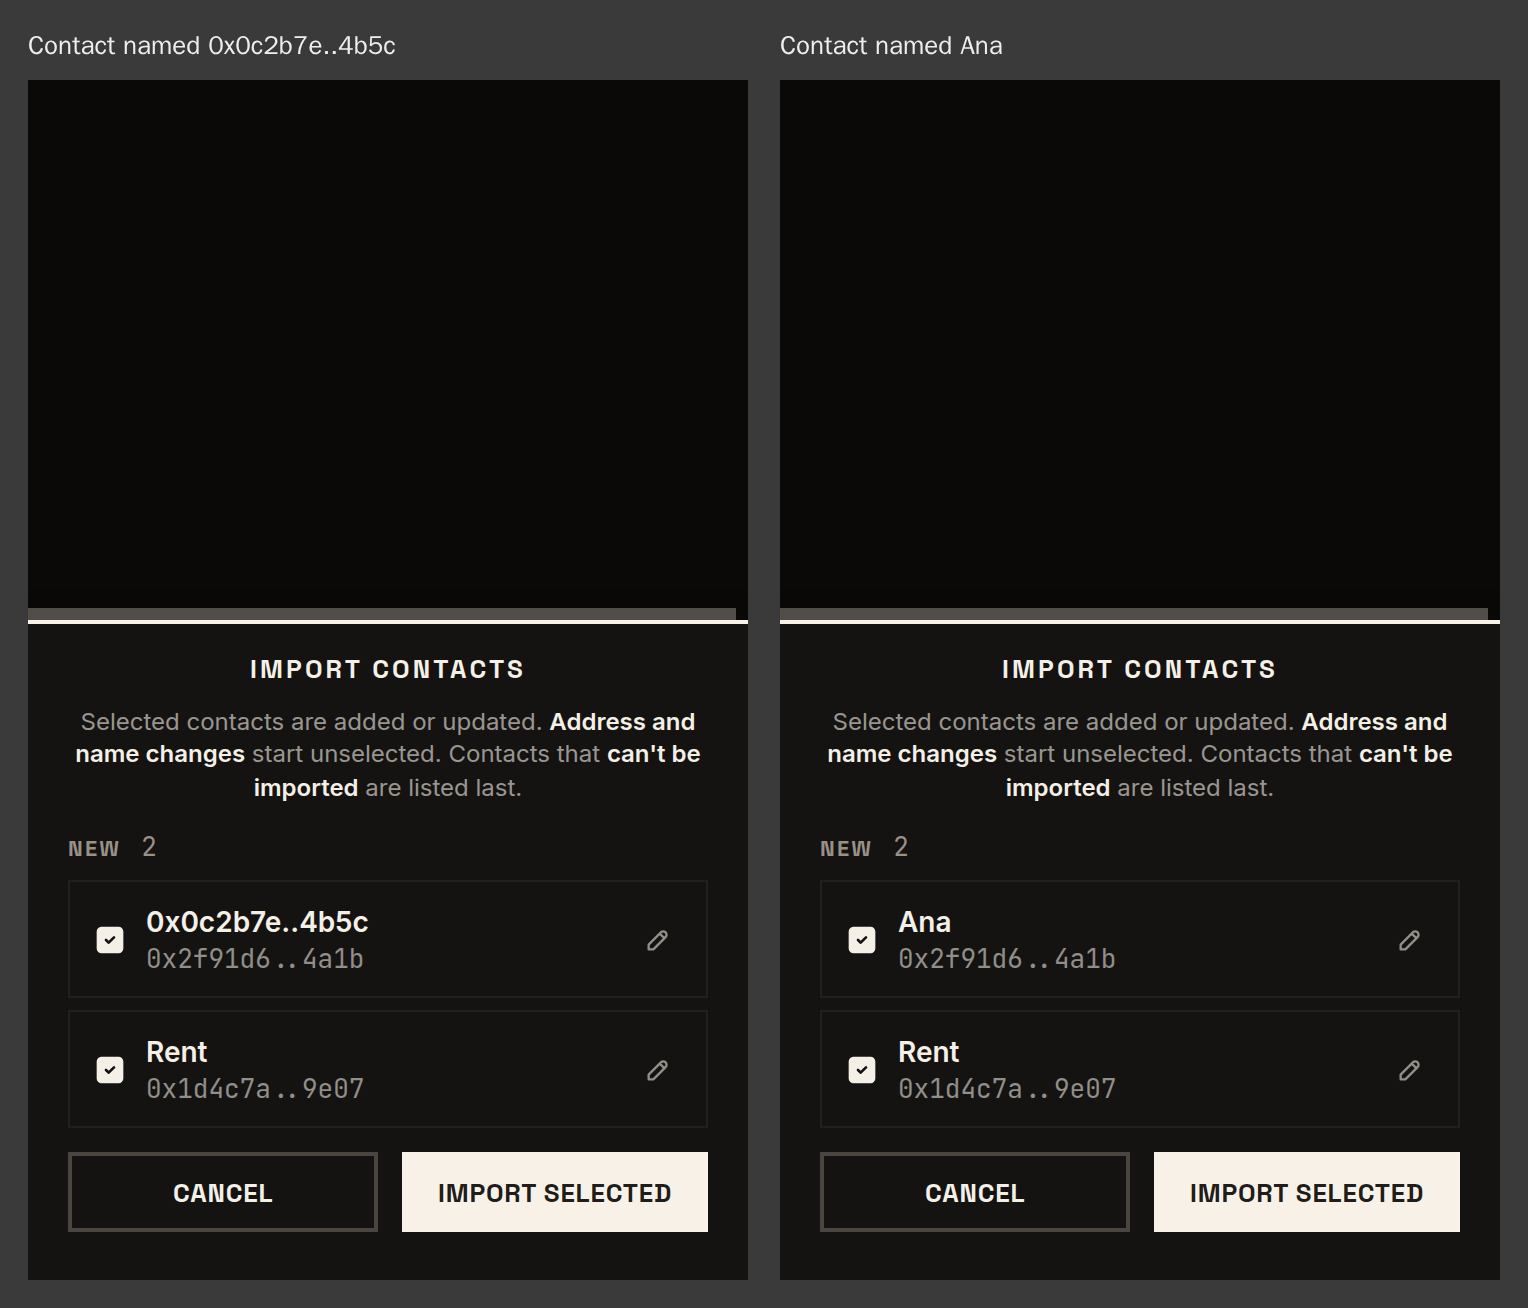 Contact named 0x0c2b7e..4b5c
IMPORT CONTACTS
Selected contacts are added or updated. Address and
name changes start unselected. Contacts that can't be
imported are listed last.
NEW 2
0x0c2b7e..4b5c
0x2f91d6..4a1b
Rent
0x1d4c7a..9e07
CANCEL
IMPORT SELECTED
Contact named Ana
IMPORT CONTACTS
Selected contacts are added or updated. Address and
name changes start unselected. Contacts that can't be
imported are listed last.
NEW 2
Ana
0x2f91d6..4a1b
Rent
0x1d4c7a..9e07
CANCEL
IMPORT SELECTED